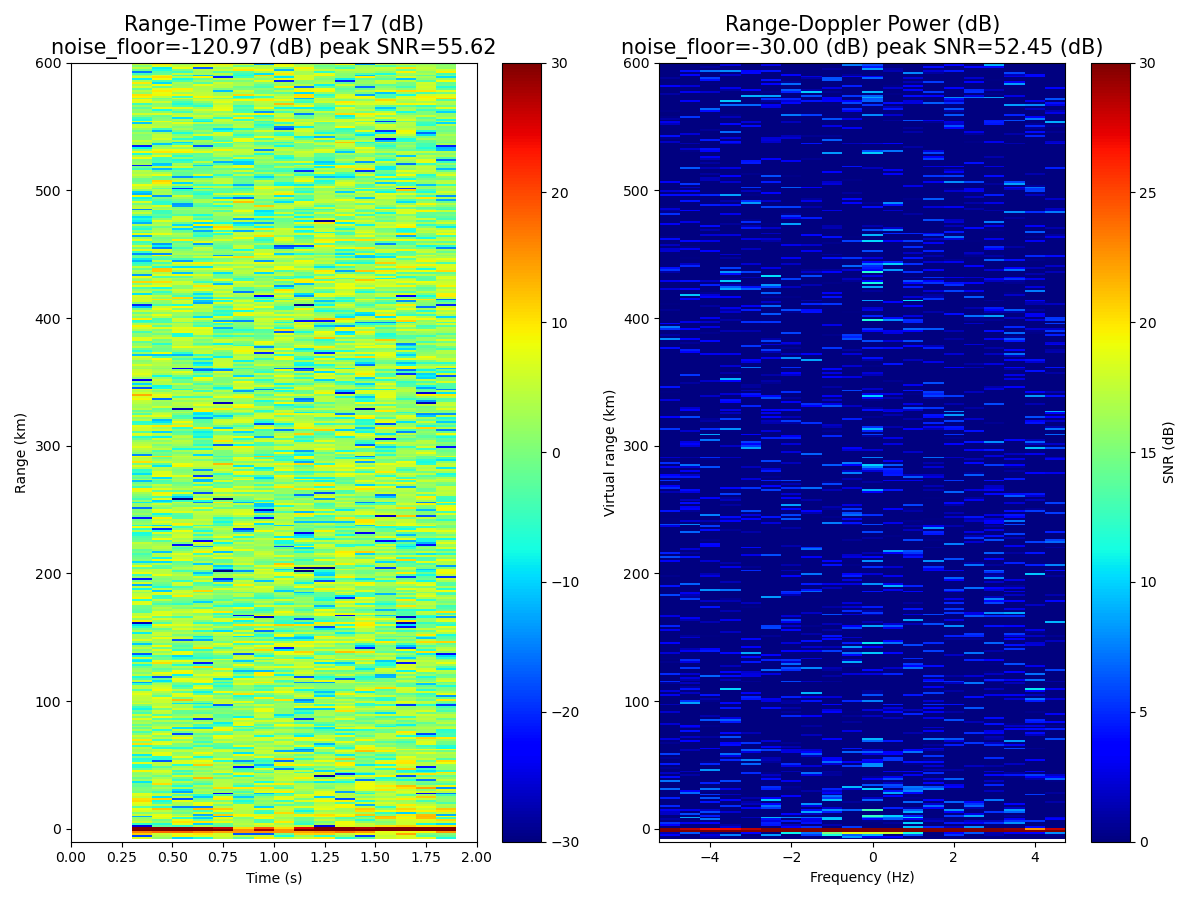 Range-Time Power f=17 (dB)
noise_floor=-120.97 (dB) peak SNR=55.62
600
500
400
300
200
100
0
Range (km)
0.00 0.25 0.50 0.75 1.00 1.25 1.50 1.75 2.00
Time (s)
30
20
10
0
−10
−20
−30
Range-Doppler Power (dB)
noise_floor=-30.00 (dB) peak SNR=52.45 (dB)
600
500
400
300
200
100
0
Virtual range (km)
−4 −2 0 2 4
Frequency (Hz)
30
25
20
15
10
5
0
SNR (dB)